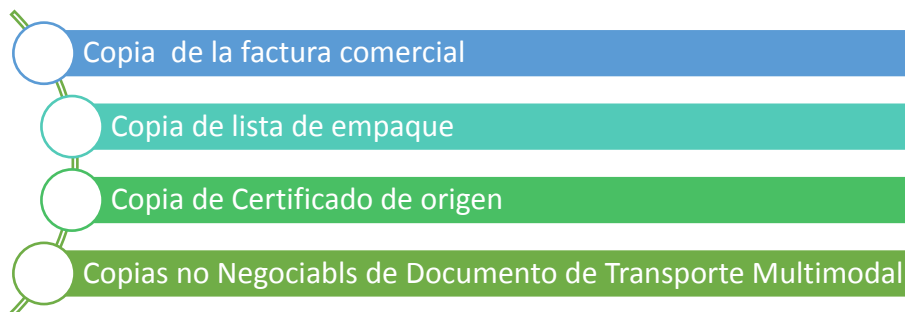 Copia  de la factura comercial
Copia de lista de empaque
Copia de Certificado de origen
Copias no Negociabls de Documento de Transporte Multimodal